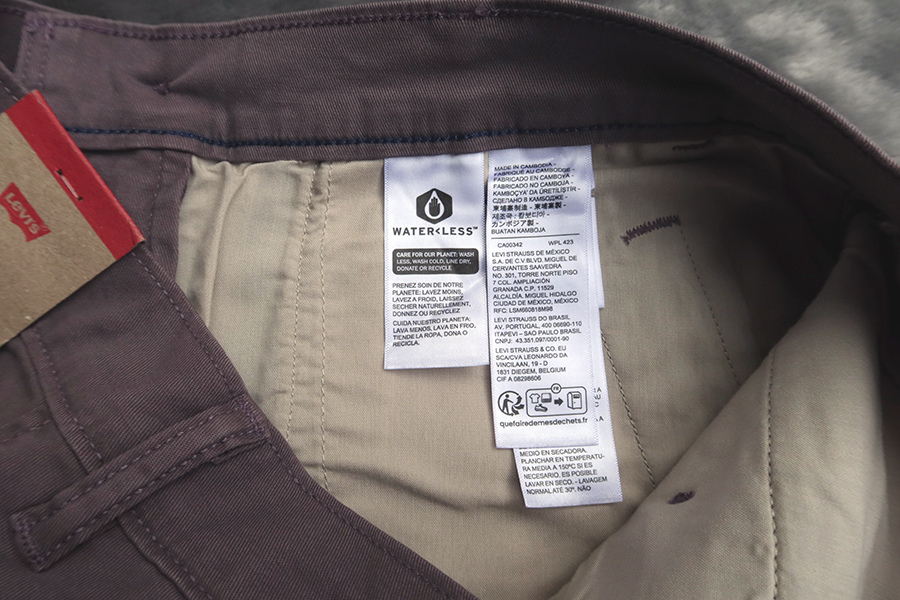 Levi's
WATER<LESS™
CARE FOR OUR PLANET: WASH
LESS, WASH COLD, LINE DRY,
DONATE OR RECYCLE
PRENEZ SOIN DE NOTRE
PLANETE: LAVEZ MOINS,
LAVEZ A FROID, LAISSEZ
SECHER NATURELLEMENT,
DONNEZ OU RECYCLEZ
CUIDA NUESTRO PLANETA:
LAVA MENOS, LAVA EN FRIO,
TIENDE LA ROPA, DONA O
RECICLA.
MADE IN CAMBODIA -
FABRIQUE AU CAMBODGE -
FABRICADO EN CAMBOYA -
FABRICADO NO CAMBOJA -
KAMBOÇYA' DA ÜRETİLİŞTİR -
СДЕЛАНО В КАМБОДЖЕ -
柬埔寨制造 - 柬埔寨製 -
제조국: 캄보디아 -
カンボジア製 -
BUATAN KAMBOJA
CA00342 WPL 423
LEVI STRAUSS DE MÉXICO
S.A. DE C.V BLVD. MIGUEL DE
CERVANTES SAAVEDRA
NO. 301, TORRE NORTE PISO
7 COL. AMPLIACIÓN
GRANADA C.P. 11529
ALCALDÍA. MIGUEL HIDALGO
CIUDAD DE MÉXICO, MÉXICO
RFC: LSM660818M98
LEVI STRAUSS DO BRASIL
AV. PORTUGAL, 400 06690-110
ITAPEVI – SAO PAULO BRASIL
CNPJ: 43.351.097/0001-90
LEVI STRAUSS & CO. EU
SCA/CVA LEONARDO DA
VINCILAAN, 19 - D
1831 DIEGEM, BELGIUM
CIF A 08298606
FR
quefairedemesdechets.fr
MEDIO EN SECADORA.
PLANCHAR EN TEMPERATU-
RA MEDIA A 150ºC SI ES
NECESARIO, ES POSIBLE
LAVAR EN SECO. - LAVAGEM
NORMAL ATÉ 30º, NÃO